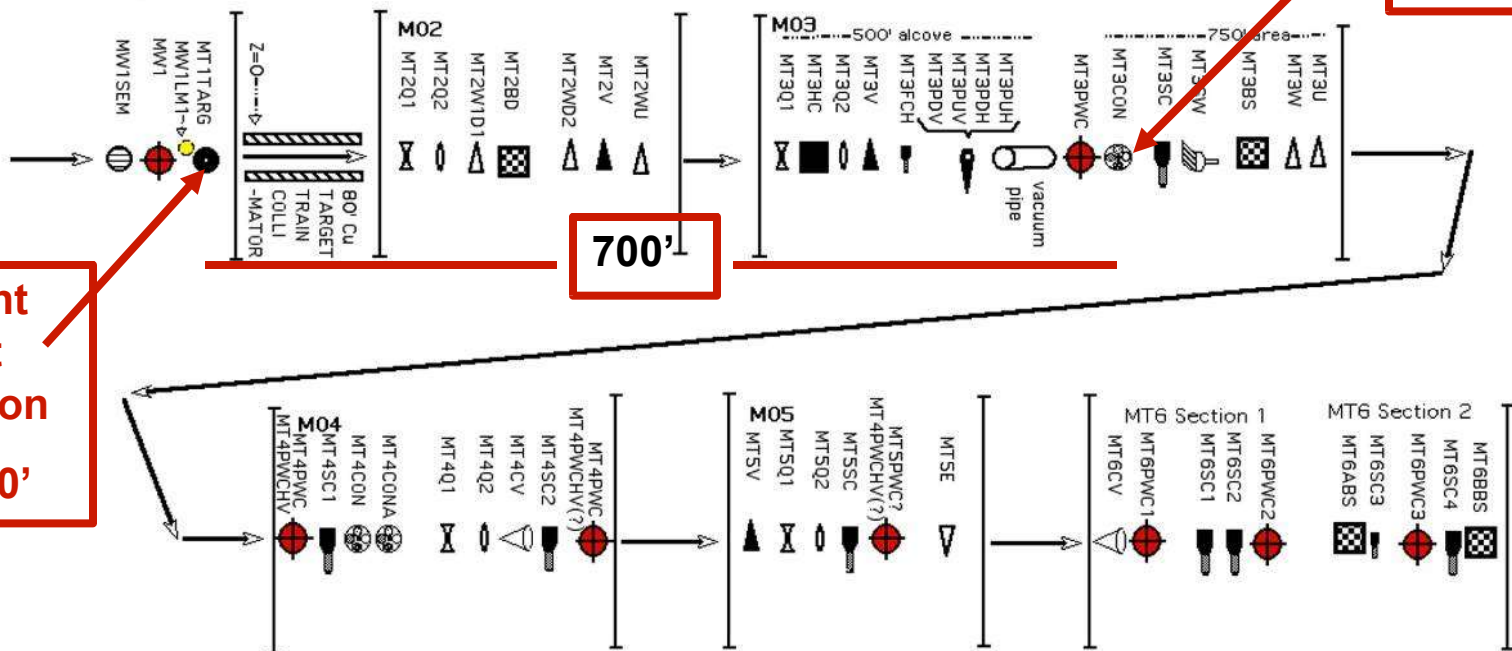 MW1SEM
MW1
MW1LM1
MT1TARG
Z=0
80' Cu
TARGET
TRAIN
COLLI
-MATOR
M02
MT2Q1
MT2Q2
MT2W1D1
MT2BD
MT2WD2
MT2V
MT2WU
M03
500' alcove
750' area
MT3Q1
MT3HC
MT3Q2
MT3V
MT3FCH
MT3PDV
MT3PUV
MT3PDH
MT3PUH
vacuum
pipe
MT3PWC
MT3CON
MT3SC
MT3BS
MT3W
MT3U
700’
nt
on
0’
M04
MT4PWCHV
MT4PWC
MT4SC1
MT4CON
MT4CONA
MT4Q1
MT4Q2
MT4CV
MT4SC2
MT4PWCHV(?)
MT4PWC
M05
MT5V
MT5Q1
MT5Q2
MT5SC
MT4PWCHV(?)
MT5PWC?
MT5E
MT6 Section 1
MT6CV
MT6PWC1
MT6SC1
MT6SC2
MT6PWC2
MT6 Section 2
MT6ABS
MT6SC3
MT6PWC3
MT6SC4
MT6BBS